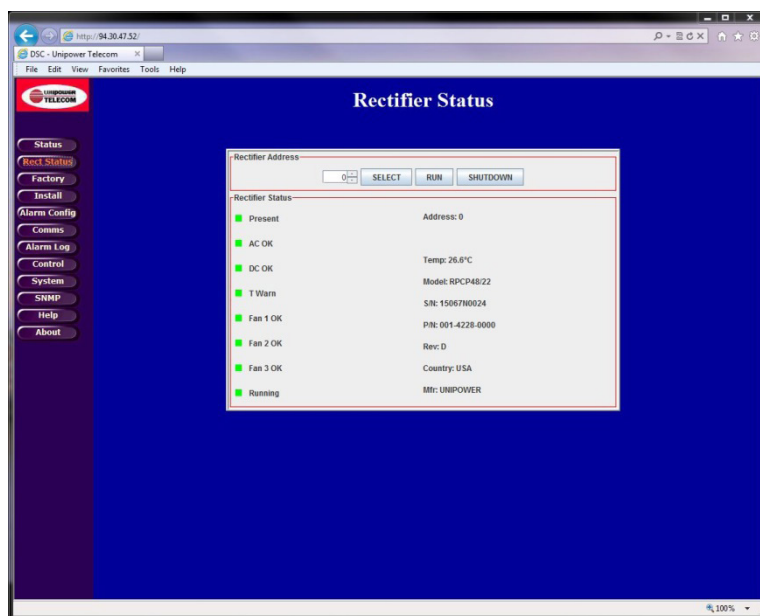 http://94.30.47.52/
DSC - Unipower Telecom
File Edit View Favorites Tools Help
UNIPOWER
TELECOM
Rectifier Status
Status
Rect Status
Factory
Install
Alarm Config
Comms
Alarm Log
Control
System
SNMP
Help
About
Rectifier Address
0 SELECT RUN SHUTDOWN
Rectifier Status
Present
AC OK
DC OK
T Warn
Fan 1 OK
Fan 2 OK
Fan 3 OK
Running
Address: 0
Temp: 26.6°C
Model: RPCP48/22
S/N: 15067N0024
P/N: 001-4228-0000
Rev: D
Country: USA
Mfr: UNIPOWER
100%